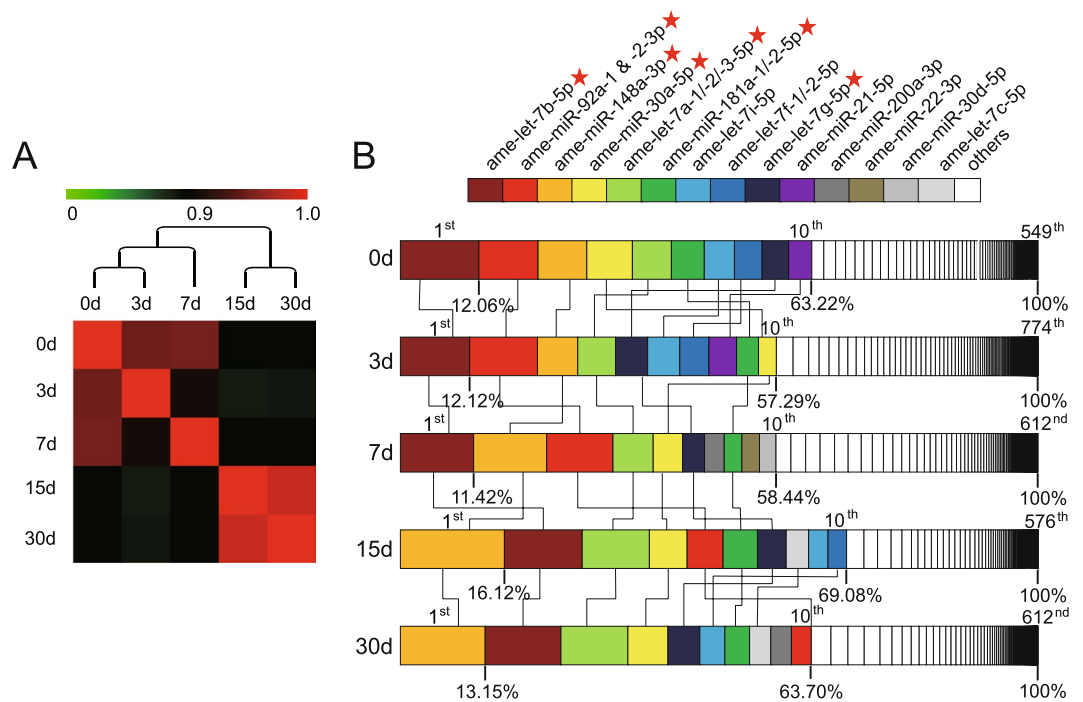 A
0 0.9 1.0
0d 3d 7d 15d 30d
0d
3d
7d
15d
30d
B
ame-let-7b-5p★
ame-miR-92a-1 & -2-3p★
ame-miR-148a-3p★
ame-miR-30a-5p★
ame-let-7a-1/-2/-3-5p★
ame-miR-181a-1/-2-5p★
ame-let-7i-5p
ame-let-7f-1/-2-5p
ame-let-7g-5p★
ame-miR-21-5p
ame-miR-200a-3p
ame-miR-22-3p
ame-miR-30d-5p
ame-let-7c-5p
others
1st 10th 549th
0d
12.06% 63.22% 100%
1st 10th 774th
3d
12.12% 57.29% 100%
1st 10th 612nd
7d
11.42% 58.44% 100%
1st 10th 576th
15d
16.12% 69.08% 100%
1st 10th 612nd
30d
13.15% 63.70% 100%